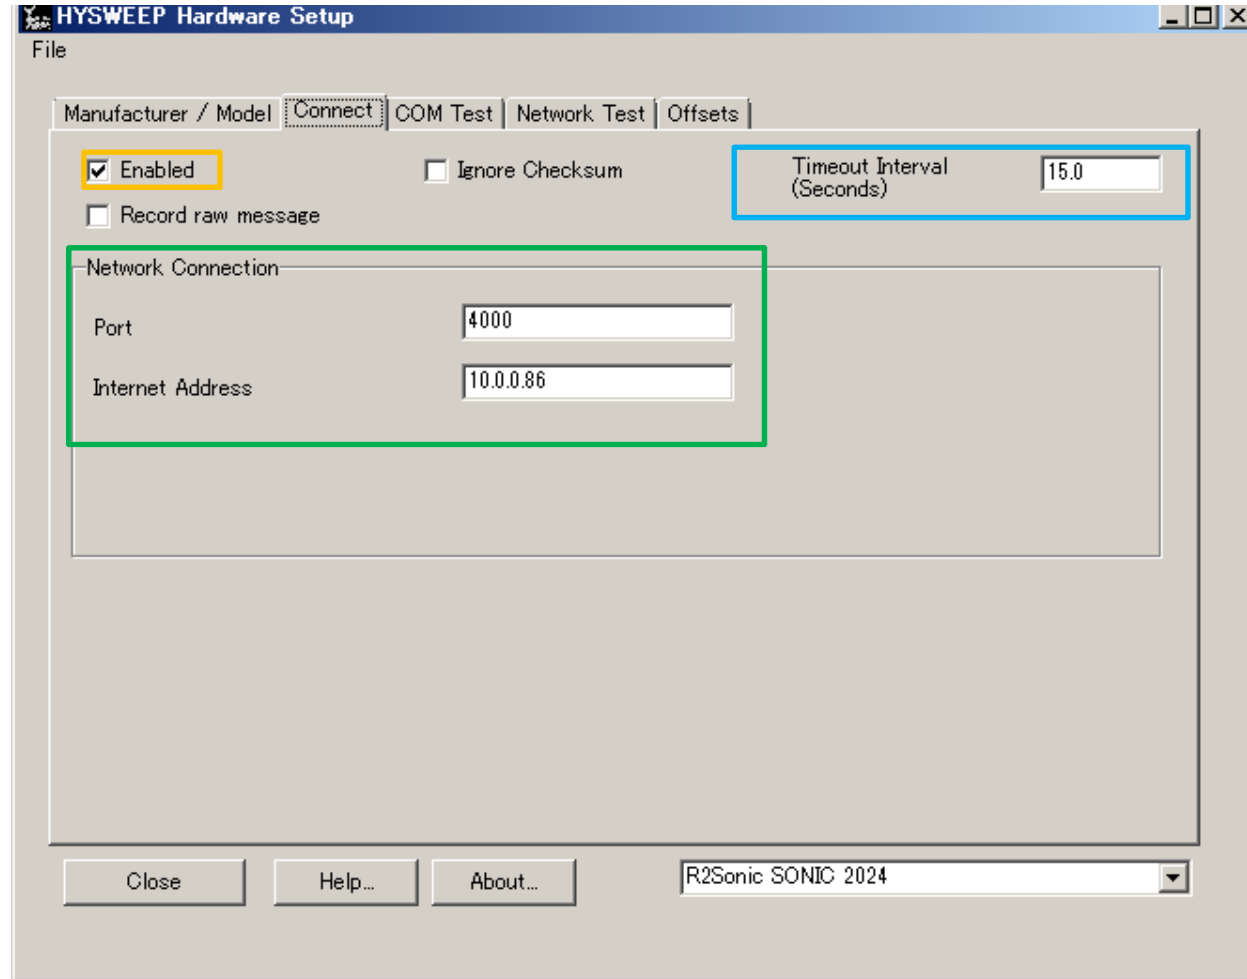 HYSWEEP Hardware Setup
File
Manufacturer / Model Connect COM Test Network Test Offsets
Enabled Ignore Checksum Timeout Interval 15.0
(Seconds)
Record raw message
Network Connection
Port 4000
Internet Address 10.0.0.86
Close Help... About... R2Sonic SONIC 2024